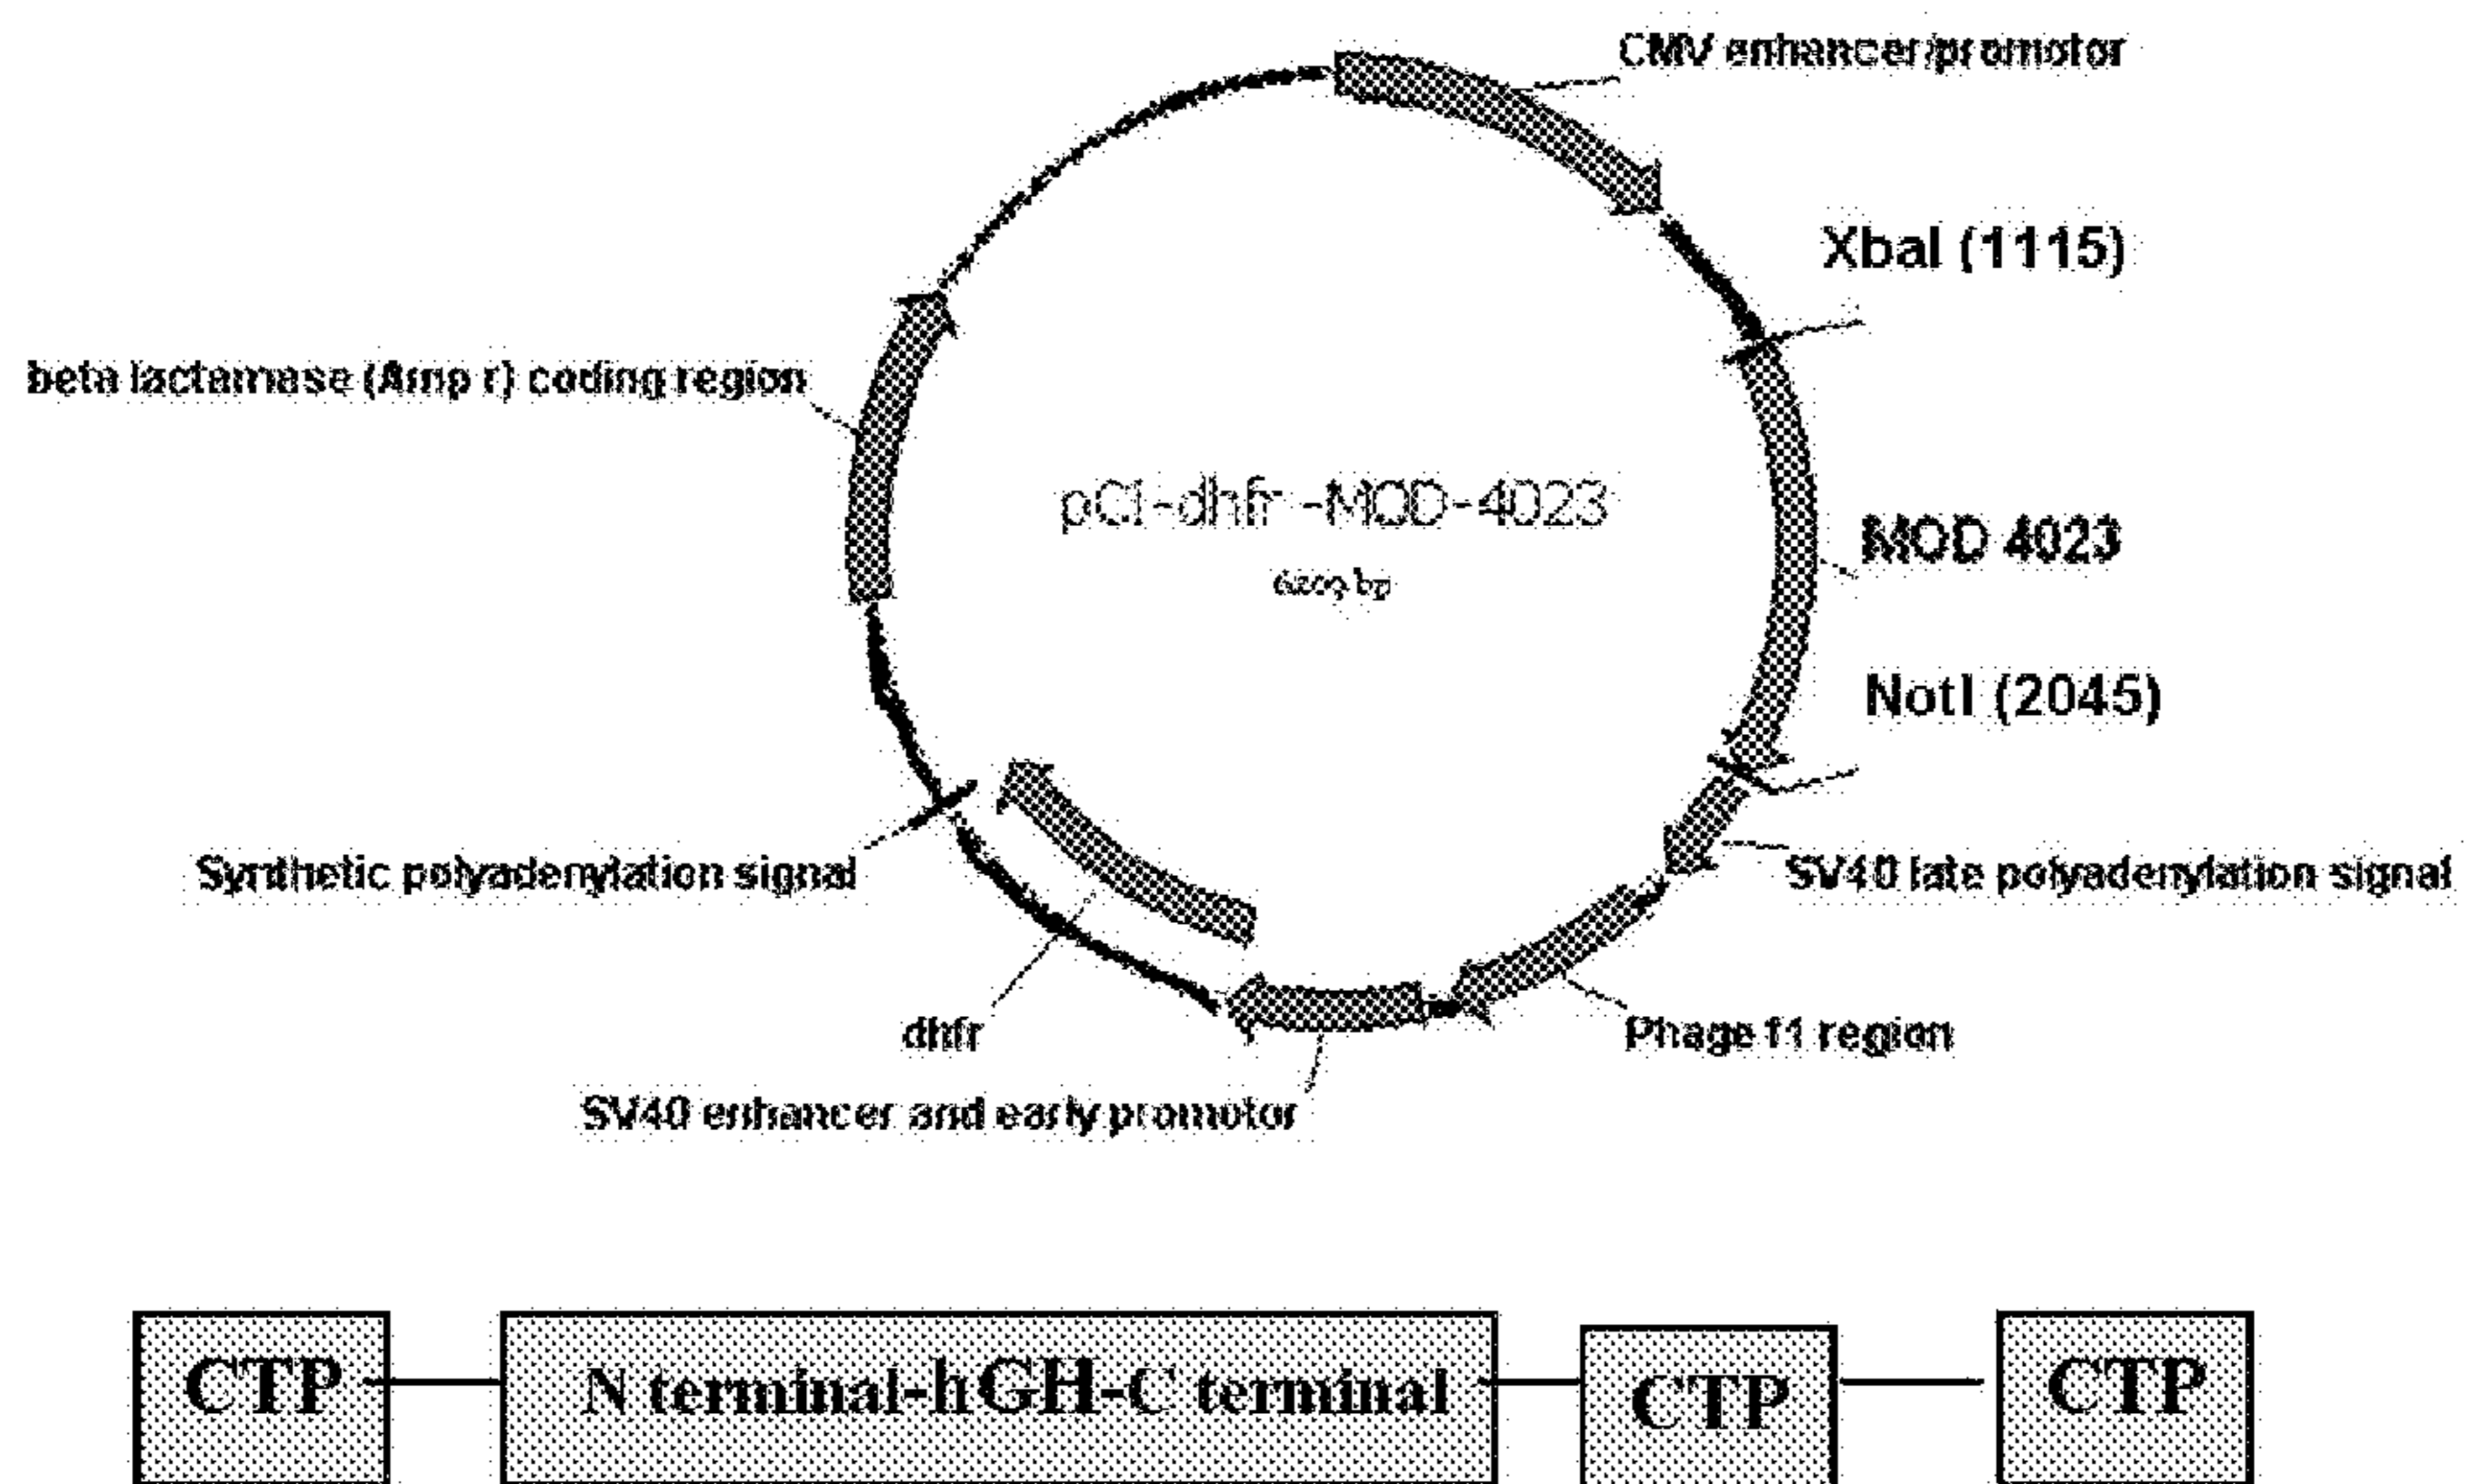 CMV enhancer/promotor
XbaI (1115)
beta lactamase (Amp r) coding region
pCI-dhfr -MOD-4023
bp
MOD 4023
NotI (2045)
Synthetic polyadenylation signal
SV40 late polyadenylation signal
dhfr
Phage f1 region
SV40 enhancer and early promotor
CTP
N terminal-hGH-C terminal
CTP
CTP